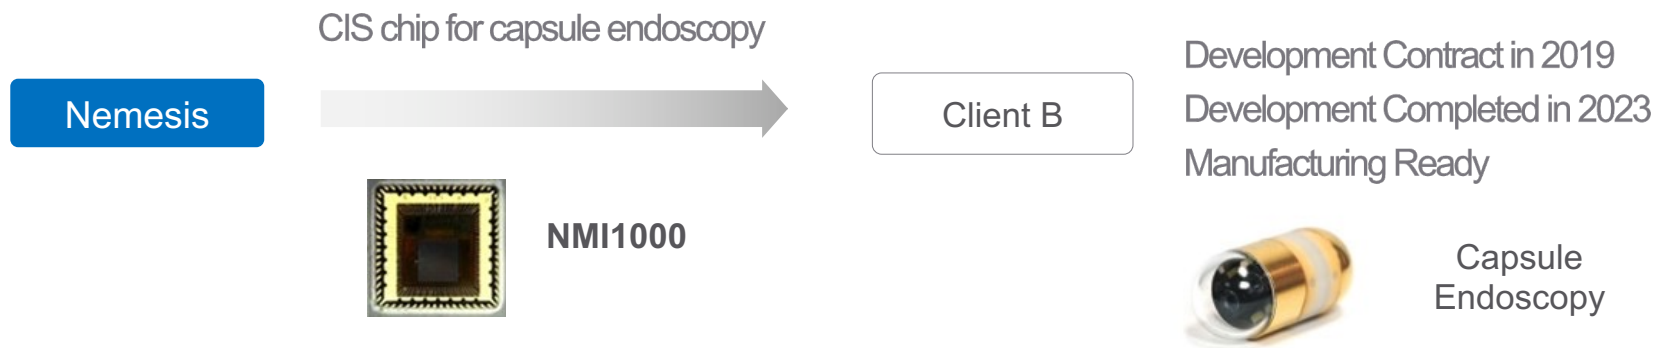 CIS chip for capsule endoscopy
Nemesis
Client B
Development Contract in 2019
Development Completed in 2023
Manufacturing Ready
NMI1000
Capsule
Endoscopy